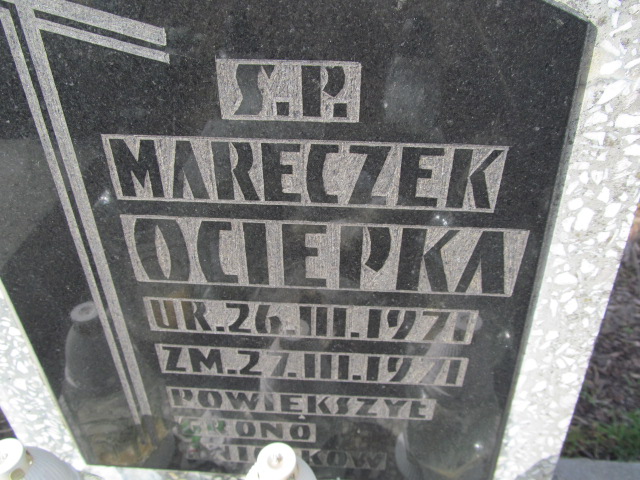 Ś.P.
MARECZEK
OCIEPKA
UR.26.III.1971
ZM.27.III.1971
POWIĘKSZYŁ
GRONO